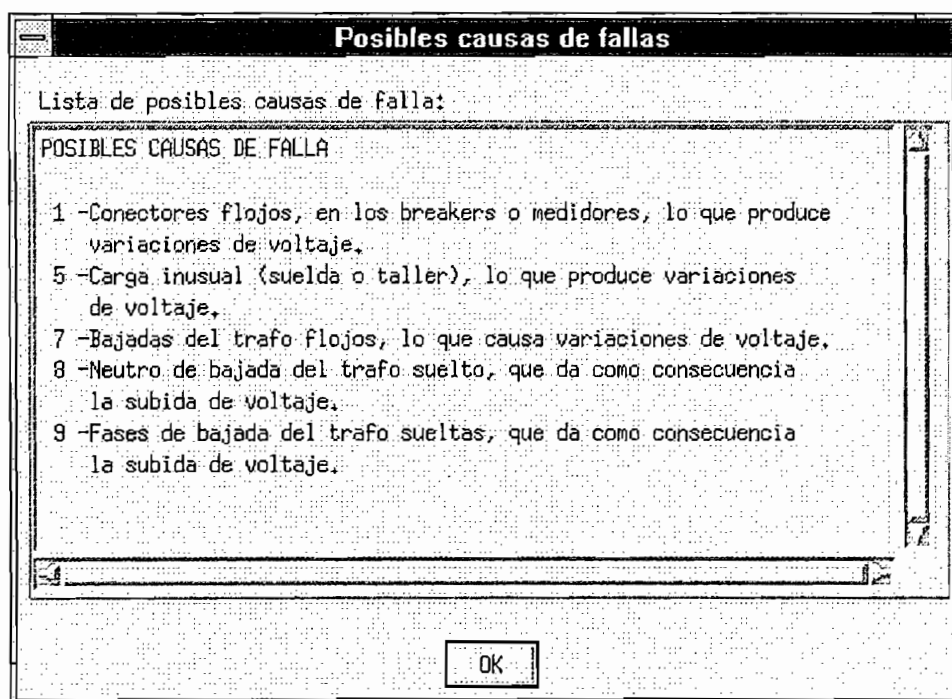 Posibles causas de fallas
Lista de posibles causas de falla:
POSIBLES CAUSAS DE FALLA
1 -Conectores flojos, en los breakers o medidores, lo que produce
variaciones de voltaje.
5 -Carga inusual (suelda o taller), lo que produce variaciones
de voltaje.
7 -Bajadas del trafo flojos, lo que causa variaciones de voltaje.
8 -Neutro de bajada del trafo suelto, que da como consecuencia
la subida de voltaje.
9 -Fases de bajada del trafo sueltas, que da como consecuencia
la subida de voltaje.
OK